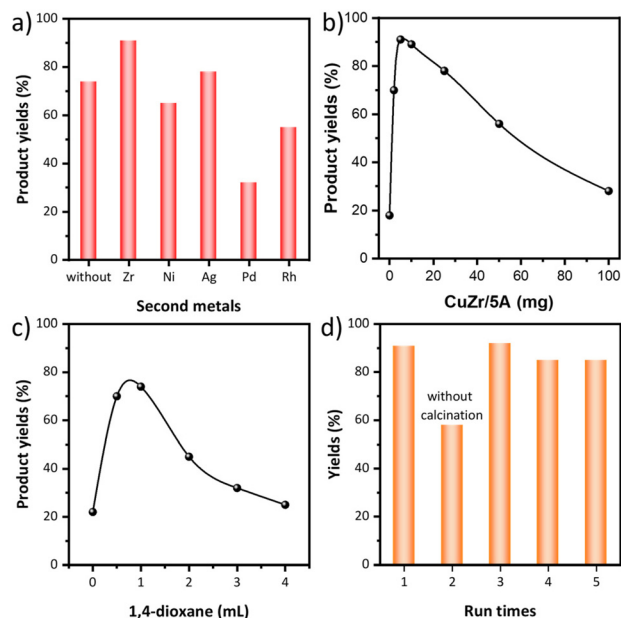 a)
Product yields (%)
100
80
60
40
20
0
without Zr Ni Ag Pd Rh
Second metals
b)
Product yields (%)
100
80
60
40
20
0 20 40 60 80 100
CuZr/5A (mg)
c)
Product yields (%)
100
80
60
40
20
0
0 1 2 3 4
1,4-dioxane (mL)
d)
Yields (%)
100
80
60
40
20
0
without
calcination
1 2 3 4 5
Run times